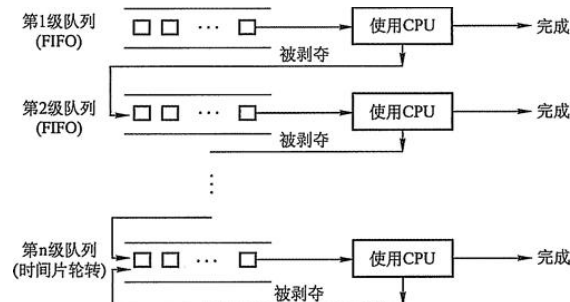 第1级队列
(FIFO)
···
使用CPU
完成
被剥夺
第2级队列
(FIFO)
···
使用CPU
完成
被剥夺
⋮
第n级队列
(时间片轮转)
···
使用CPU
完成
被剥夺